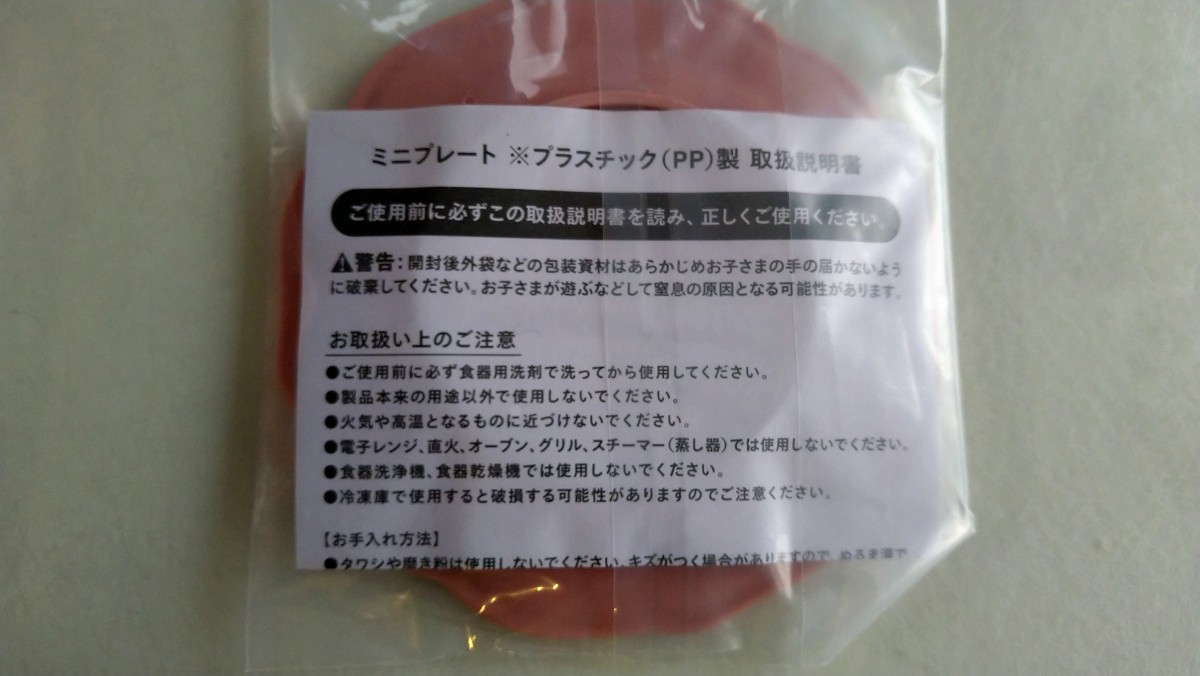 ミニプレート ※プラスチック(PP)製 取扱説明書
ご使用前に必ずこの取扱説明書を読み、正しくご使用ください。
⚠警告:開封後外袋などの包装資材はあらかじめお子さまの手の届かないよう
に破棄してください。お子さまが遊ぶなどして窒息の原因となる可能性があります。
お取扱い上のご注意
●ご使用前に必ず食器用洗剤で洗ってから使用してください。
●製品本来の用途以外で使用しないでください。
●火気や高温となるものに近づけないでください。
●電子レンジ、直火、オーブン、グリル、スチーマー(蒸し器)では使用しないでください。
●食器洗浄機、食器乾燥機では使用しないでください。
●冷凍庫で使用すると破損する可能性がありますのでご注意ください。
【お手入れ方法】
●タワシや磨き粉は使用しないでください。キズがつく場合がありますので、ぬるま湯で